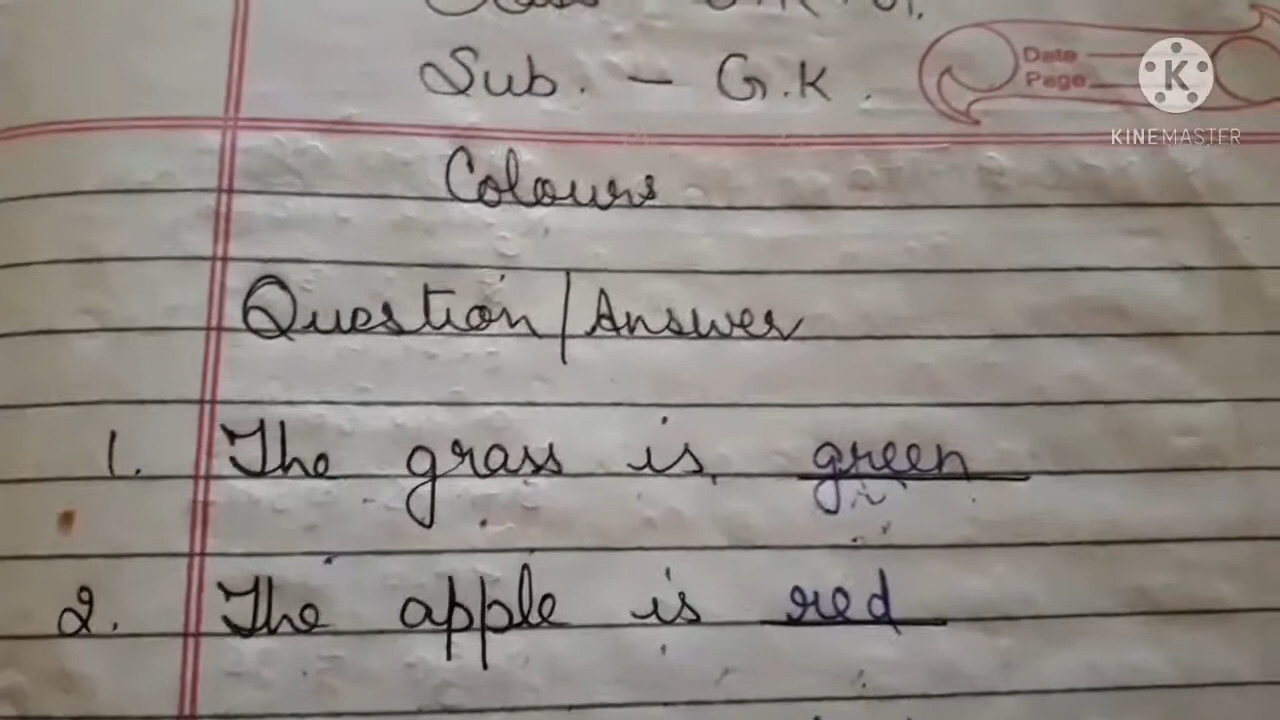 Sub. - G.K.
Date
Page
KINEMASTER
Colours
Question/Answer
1. The grass is green
2. The apple is red